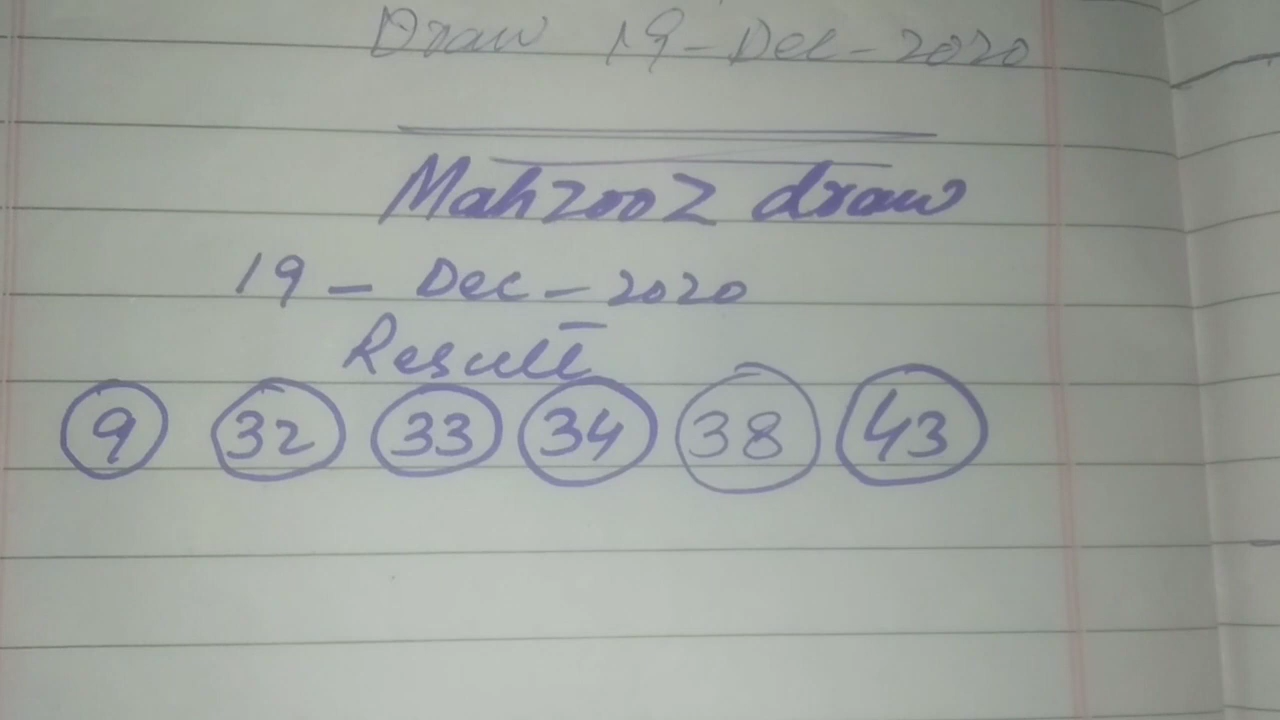 Draw 19-Dec-2020
Mahzooz draw
19 - Dec - 2020
Result
9 32 33 34 38 43